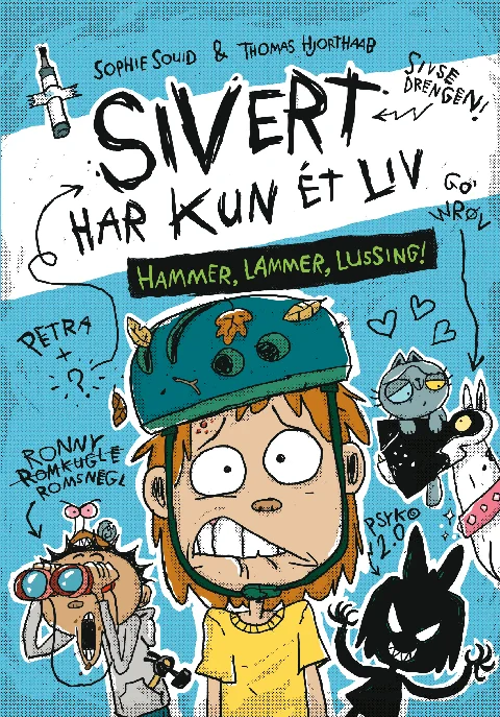 SOPHIE SOUID & THOMAS HJORTHAAB
SIVSE
DRENGEN!
SIVERT
HAR KUN ÉT LIV
GO'
WRØV
HAMMER, LAMMER, LUSSING!
PETRA
+
?
RONNY
ROMKUGLE
ROMSNEGL
PSYKO
2.0